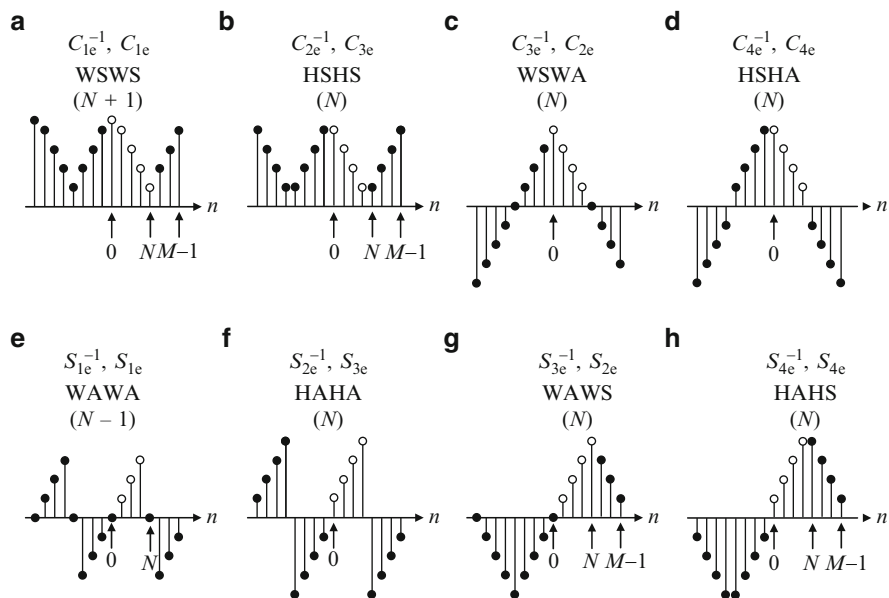 a
C₁ₑ⁻¹, C₁ₑ
WSWS
(N + 1)
n
0
N
M–1
b
C₂ₑ⁻¹, C₃ₑ
HSHS
(N)
n
0
N
M–1
c
C₃ₑ⁻¹, C₂ₑ
WSWA
(N)
n
0
d
C₄ₑ⁻¹, C₄ₑ
HSHA
(N)
n
0
e
S₁ₑ⁻¹, S₁ₑ
WAWA
(N – 1)
n
0
N
f
S₂ₑ⁻¹, S₃ₑ
HAHA
(N)
n
0
g
S₃ₑ⁻¹, S₂ₑ
WAWS
(N)
n
0
N
M–1
h
S₄ₑ⁻¹, S₄ₑ
HAHS
(N)
n
0
N
M–1